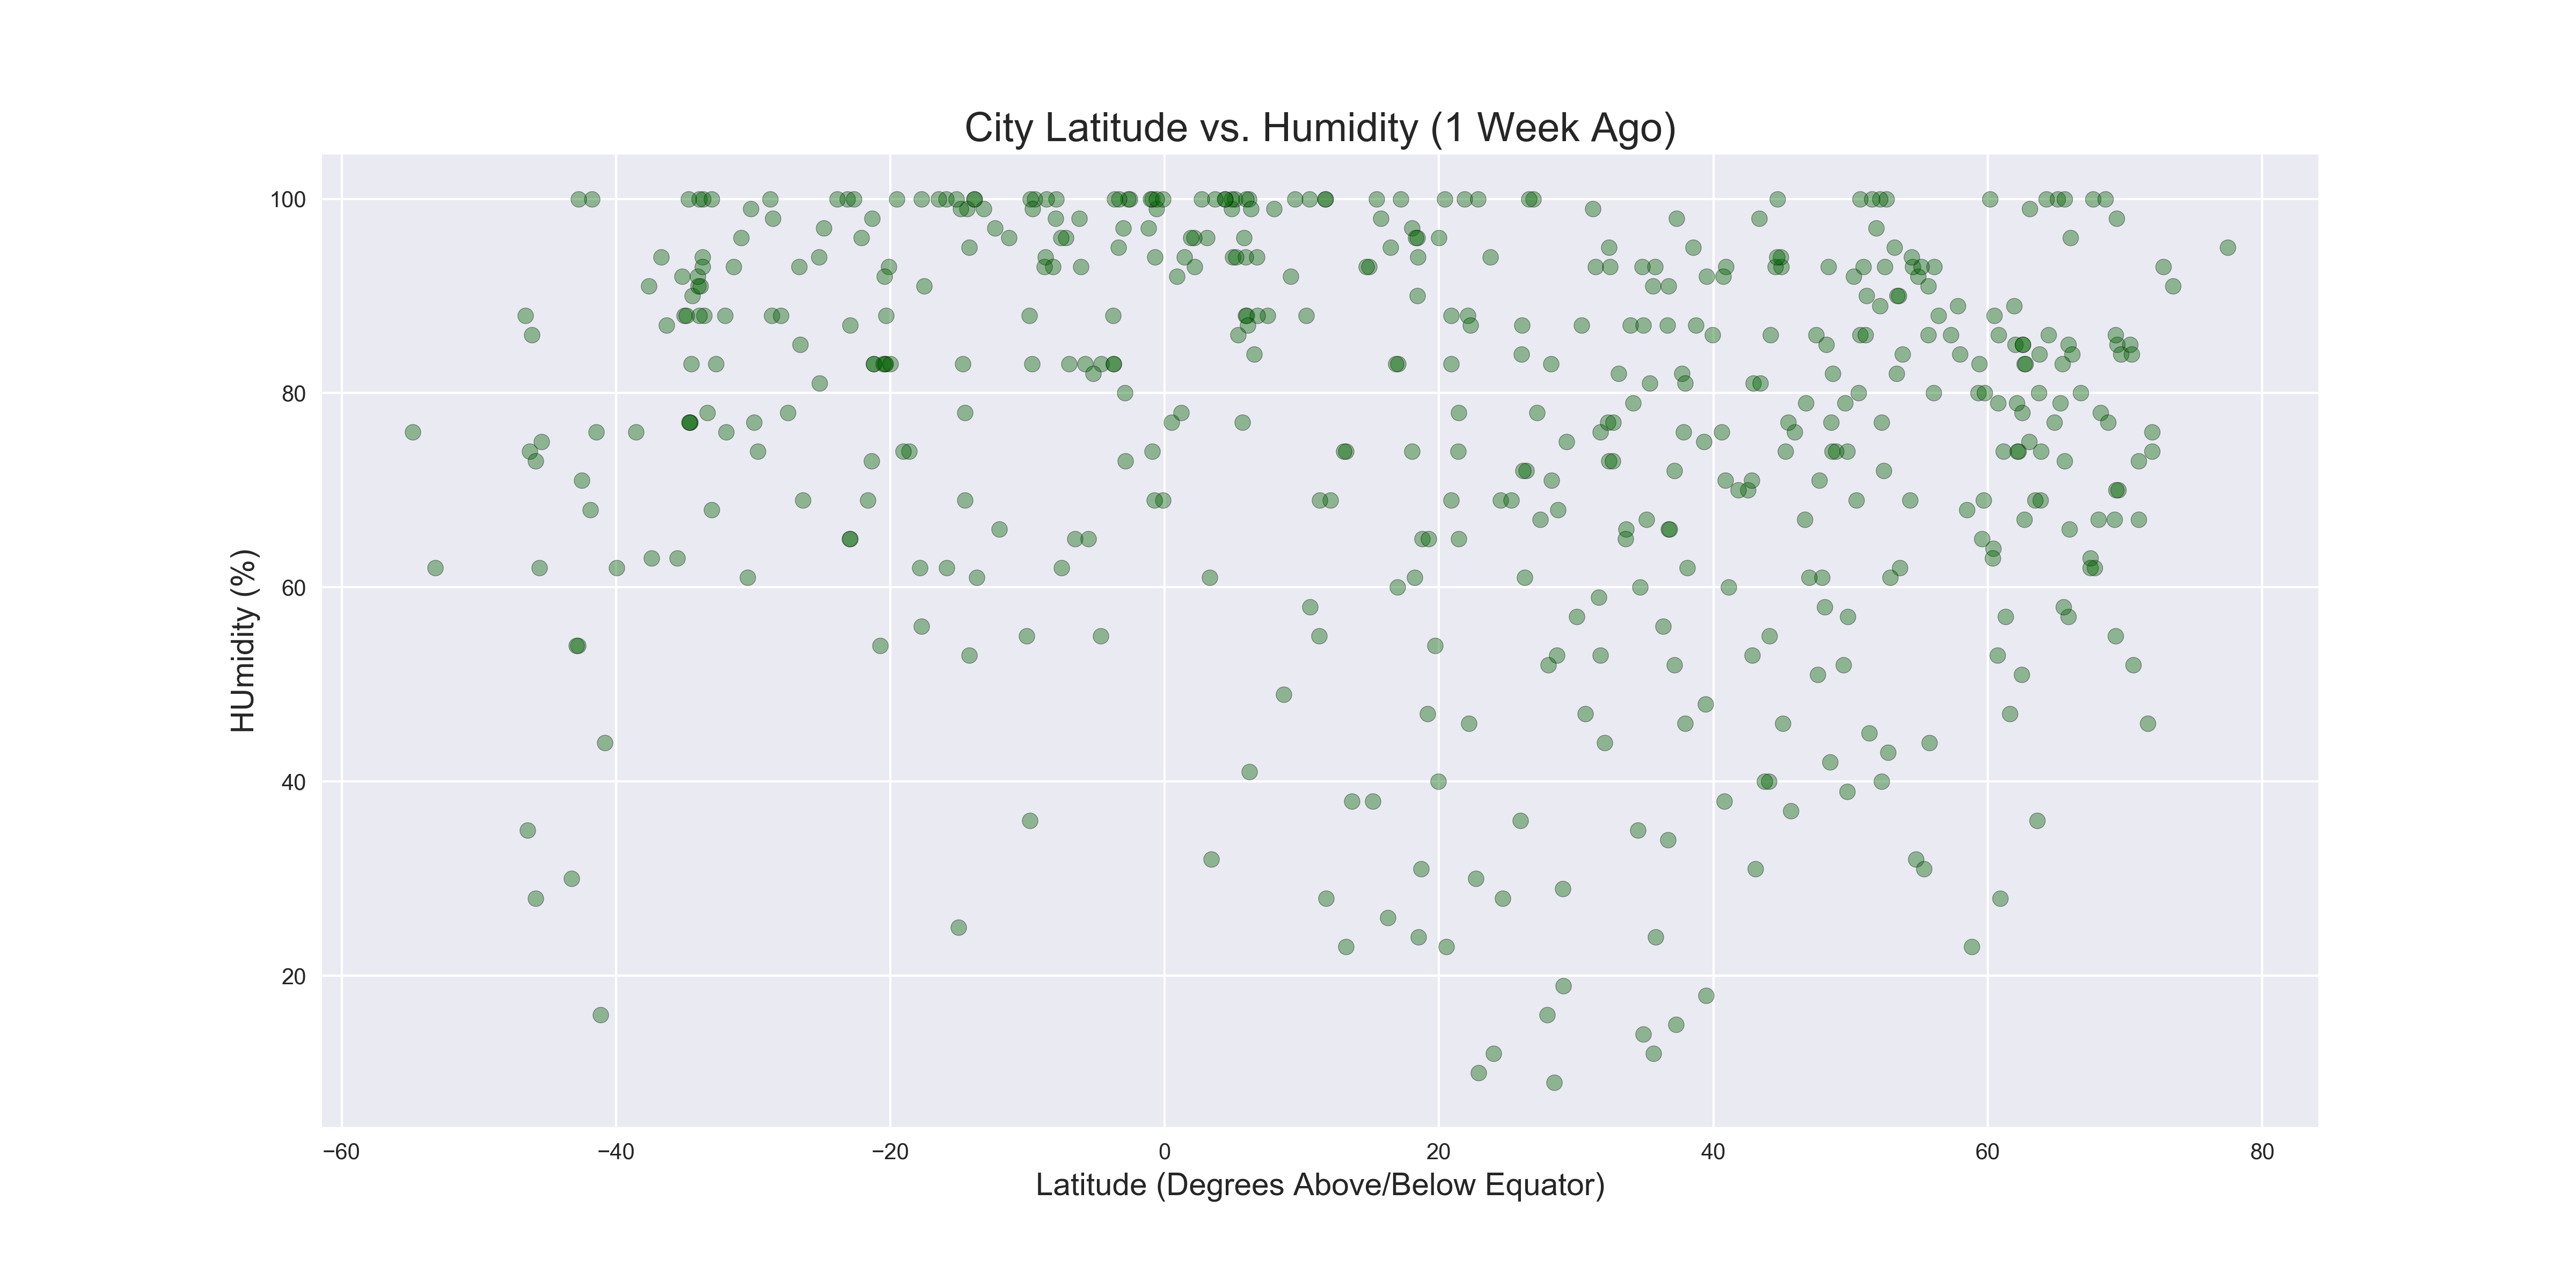 City Latitude vs. Humidity (1 Week Ago)
HUmidity (%)
100
80
60
40
20
−60 −40 −20 0 20 40 60 80
Latitude (Degrees Above/Below Equator)